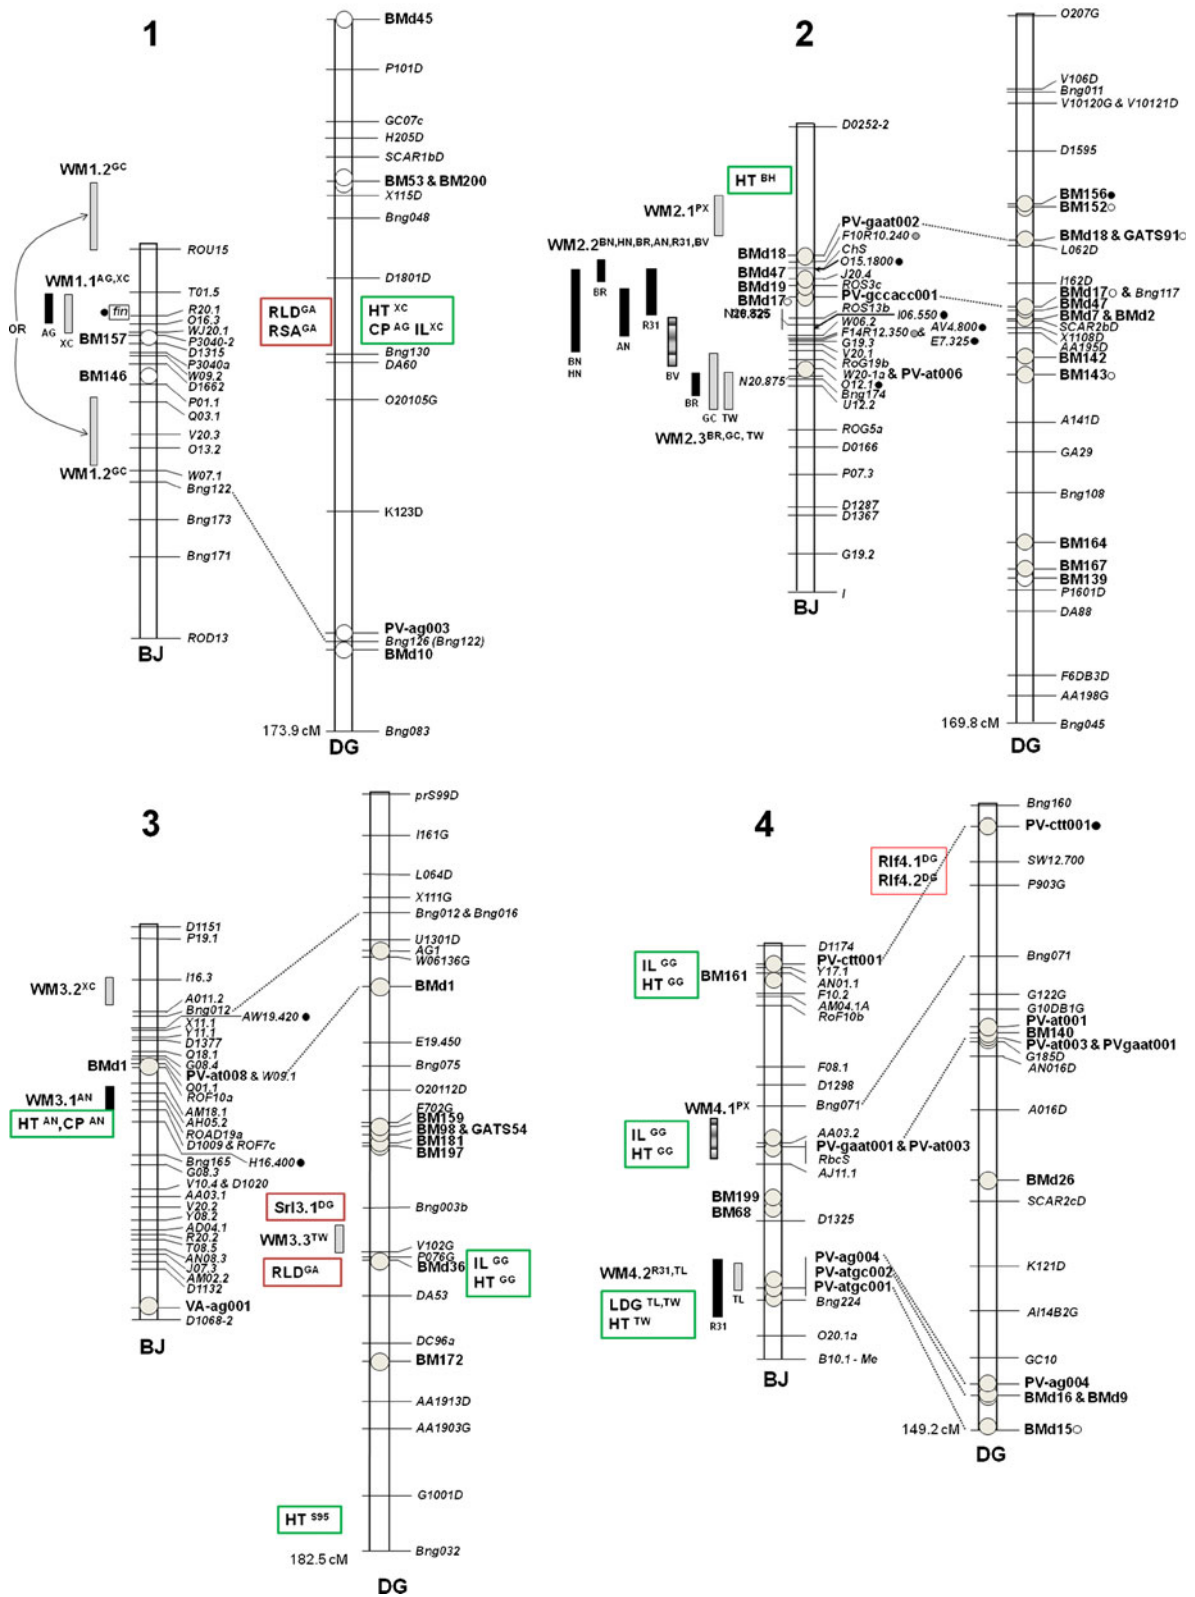 1
WM1.2GC
WM1.1AG,XC
OR
AG
XC
fin
BM157
BM146
WM1.2GC
ROU15
T01.5
R20.1
O16.3
WJ20.1
P3040-2
D1315
P3040a
W09.2
D1662
P01.1
Q03.1
V20.3
O13.2
W07.1
Bng122
Bng173
Bng171
ROD13
BJ
RLDGA
RSAGA
HT XC
CP AG ILXC
BMd45
P101D
GC07c
H205D
SCAR1bD
BM53 & BM200
X115D
Bng048
D1801D
Bng130
DA60
O20105G
K123D
PV-ag003
Bng126 (Bng122)
BMd10
Bng083
173.9 cM
DG
2
HT BH
WM2.1PX
WM2.2BN,HN,BR,AN,R31,BV
BR
R31
AN
BN
HN
BV
BR
GC
TW
WM2.3BR,GC,TW
BMd18
BMd47
BMd19
BMd17
N20.875
D0252-2
PV-gaat002
F10R10.240
ChS
O15.1800
J20.4
ROS3c
PV-gccacc001
ROS13b
I06.550
W06.2
AV4.800
F14R12.350 &
G19.3
E7.325
V20.1
RoG19b
W20-1a & PV-at006
O12.1
Bng174
U12.2
ROG5a
D0166
P07.3
D1287
D1367
G19.2
I
BJ
O207G
V106D
Bng011
V10120G & V10121D
D1595
BM156
BM152
BMd18 & GATS91
L062D
I162D
BMd17 & Bng117
BMd47
BMd7 & BMd2
SCAR2bD
X1108D
AA195D
BM142
BM143
A141D
GA29
Bng108
BM164
BM167
BM139
P1601D
DA88
F6DB3D
AA198G
Bng045
169.8 cM
DG
3
WM3.2XC
BMd1
WM3.1AN
HT AN,CP AN
D1151
P19.1
I16.3
A011.2
Bng012
X11.1
AW19.420
Y11.1
D1377
O18.1
G08.4
PV-at008 & W09.1
Q01.1
ROF10a
AM18.1
AH05.2
ROAD19a
D1009 & ROF7c
Bng165
H16.400
G08.3
V10.4 & D1020
AA03.1
V20.2
Y08.2
AD04.1
R20.2
T08.5
AN08.3
J07.3
AM02.2
D1132
VA-ag001
D1068-2
BJ
Srl3.1DG
WM3.3TW
RLDGA
HT S95
182.5 cM
prS99D
I161G
L064D
X111G
Bng012 & Bng016
U1301D
AG1
W06136G
BMd1
E19.450
Bng075
O20112D
F702G
BM159
BM98 & GATS54
BM181
BM197
Bng003b
V102G
P076G
BMd36
IL GG
HT GG
DA53
DC96a
BM172
AA1913D
AA1903G
G1001D
Bng032
DG
4
IL GG
HT GG
BM161
WM4.1PX
IL GG
HT GG
BM199
BM68
WM4.2R31,TL
LDG TL,TW
HT TW
R31
TL
D1174
PV-ctt001
Y17.1
AN01.1
F10.2
AM04.1A
RoF10b
F08.1
D1298
Bng071
AA03.2
PV-gaat001 & PV-at003
RbcS
AJ11.1
D1325
PV-ag004
PV-atgc002
PV-atgc001
Bng224
O20.1a
B10.1 - Me
BJ
Rlf4.1DG
Rlf4.2DG
Bng160
PV-ctt001
SW12.700
P903G
Bng071
G122G
G10DB1G
PV-at001
BM140
PV-at003 & PVgaat001
G185D
AN016D
A016D
BMd26
SCAR2cD
K121D
AI14B2G
GC10
PV-ag004
BMd16 & BMd9
BMd15
149.2 cM
DG